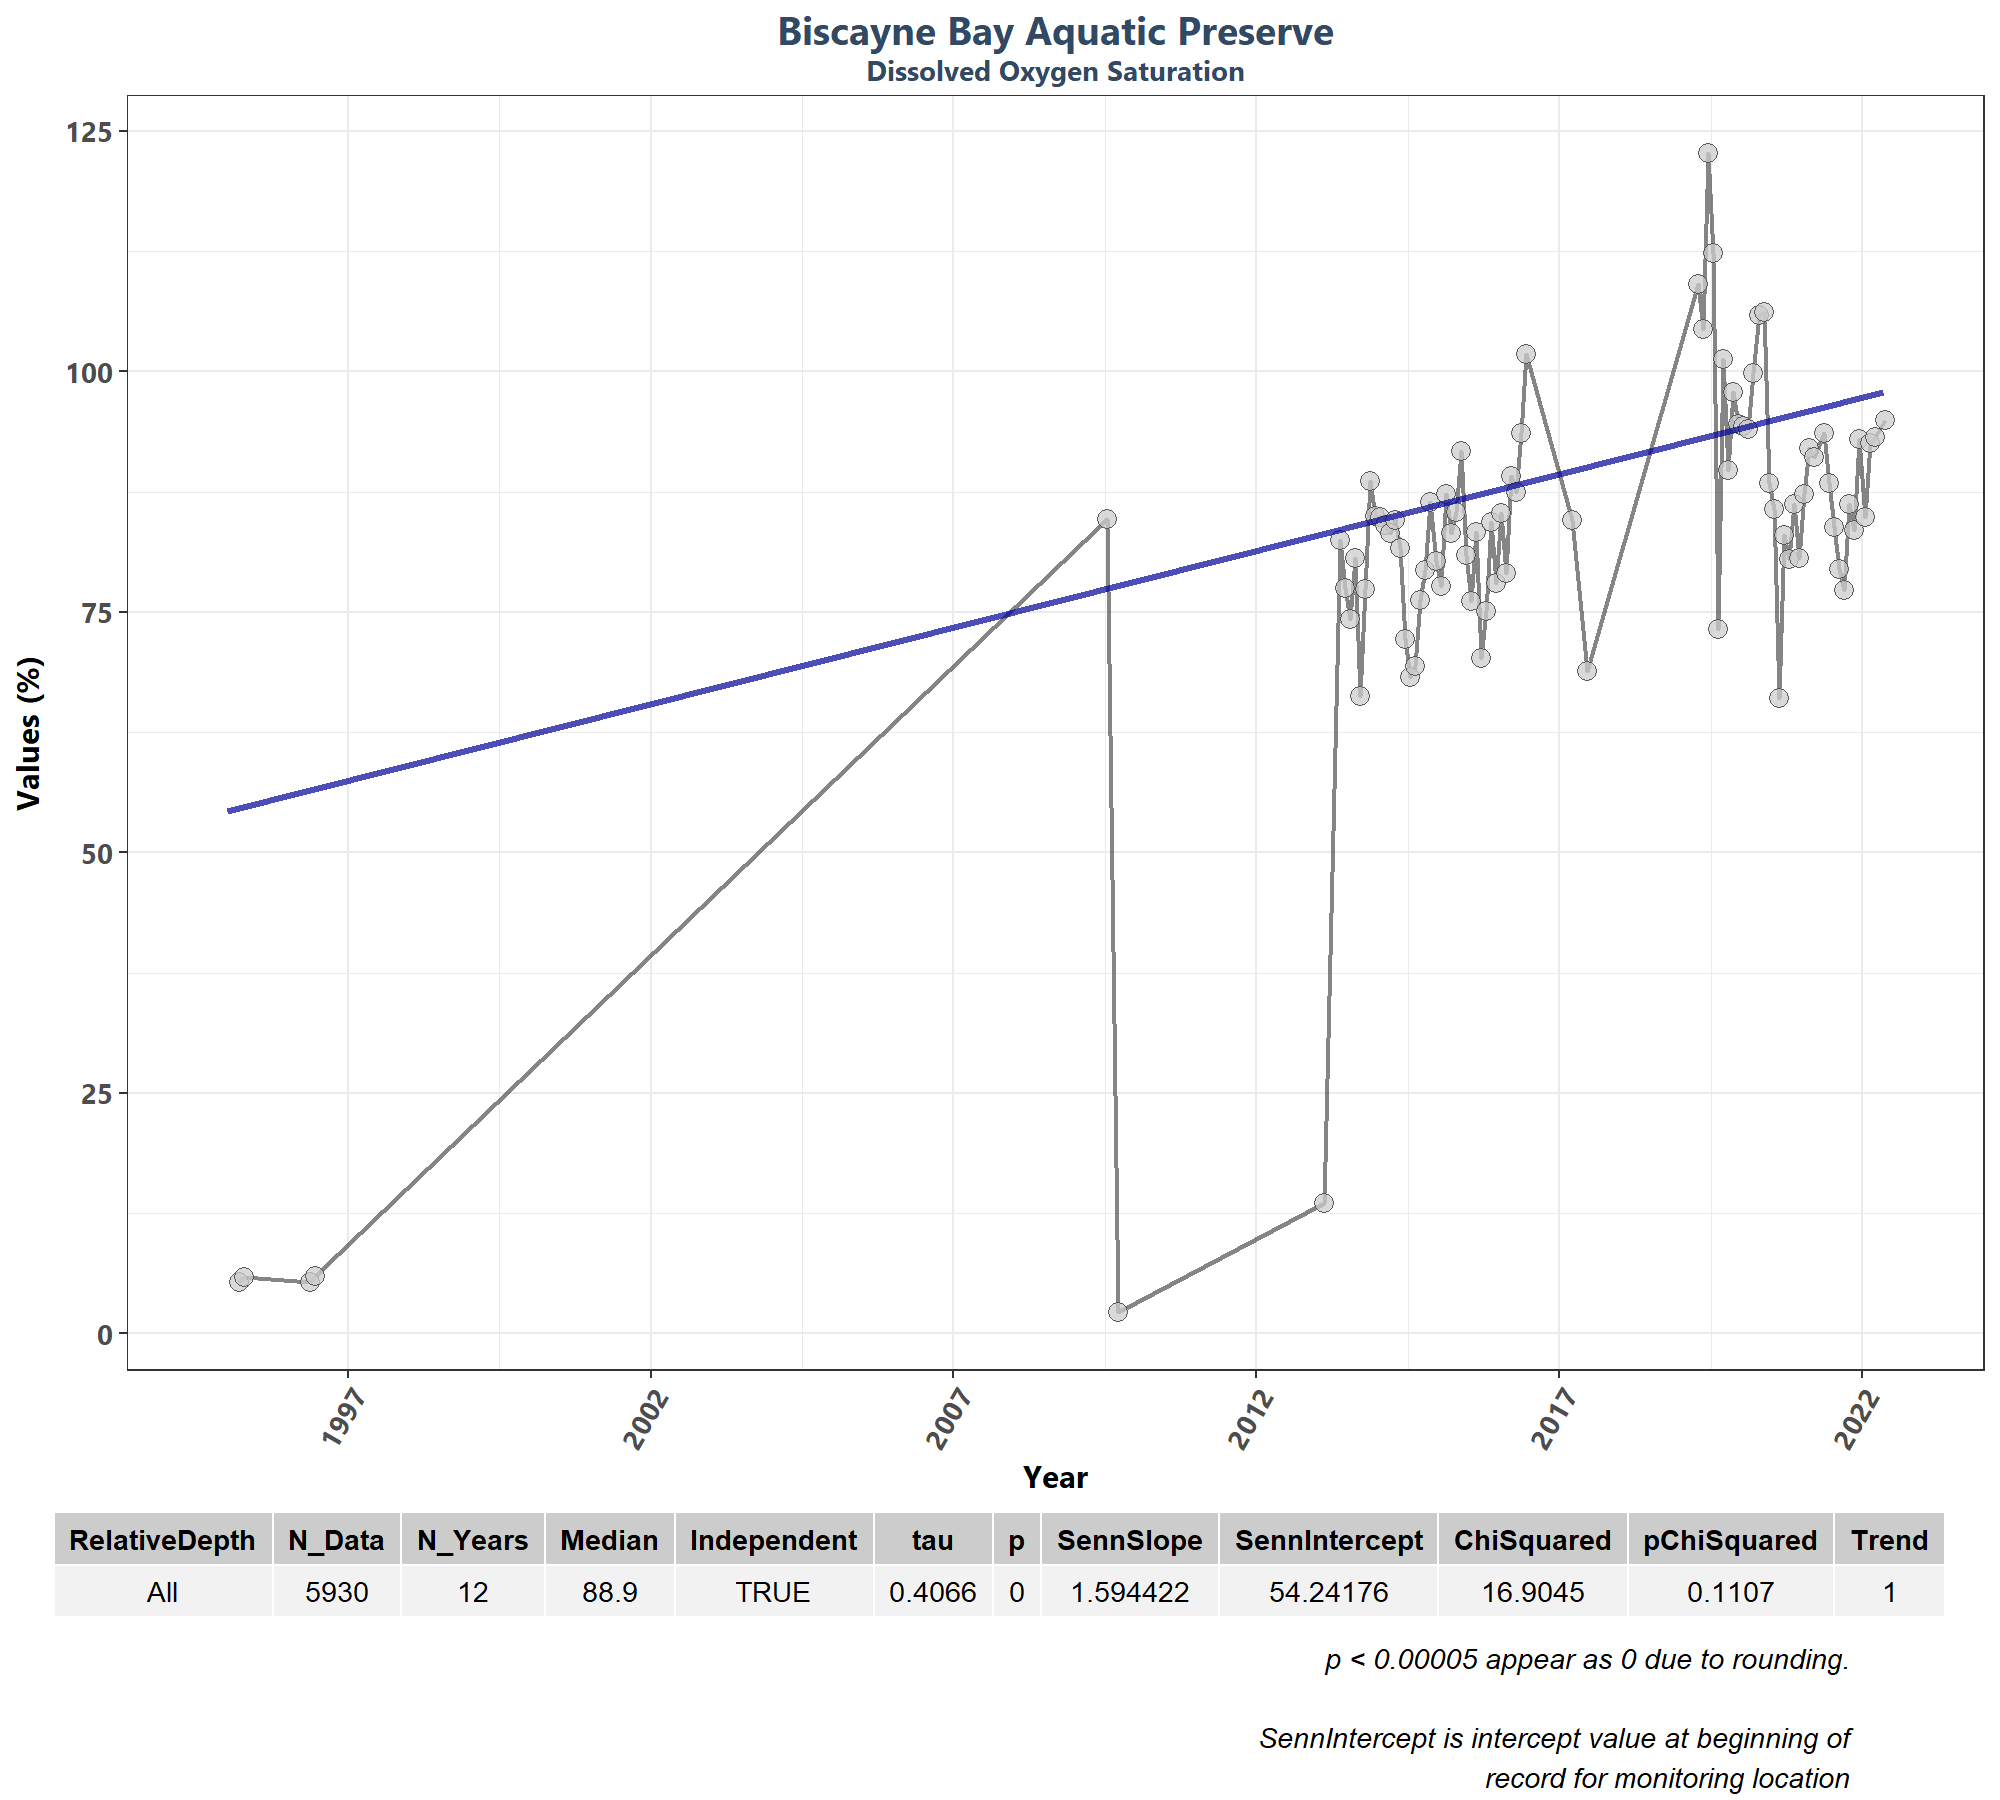 Biscayne Bay Aquatic Preserve
Dissolved Oxygen Saturation
125
100
75
50
25
0
Values (%)
1997
2002
2007
2012
2017
2022
Year
RelativeDepth N_Data N_Years Median Independent tau p SennSlope SennIntercept ChiSquared pChiSquared Trend
All 5930 12 88.9 TRUE 0.4066 0 1.594422 54.24176 16.9045 0.1107 1
p < 0.00005 appear as 0 due to rounding.
SennIntercept is intercept value at beginning of
record for monitoring location